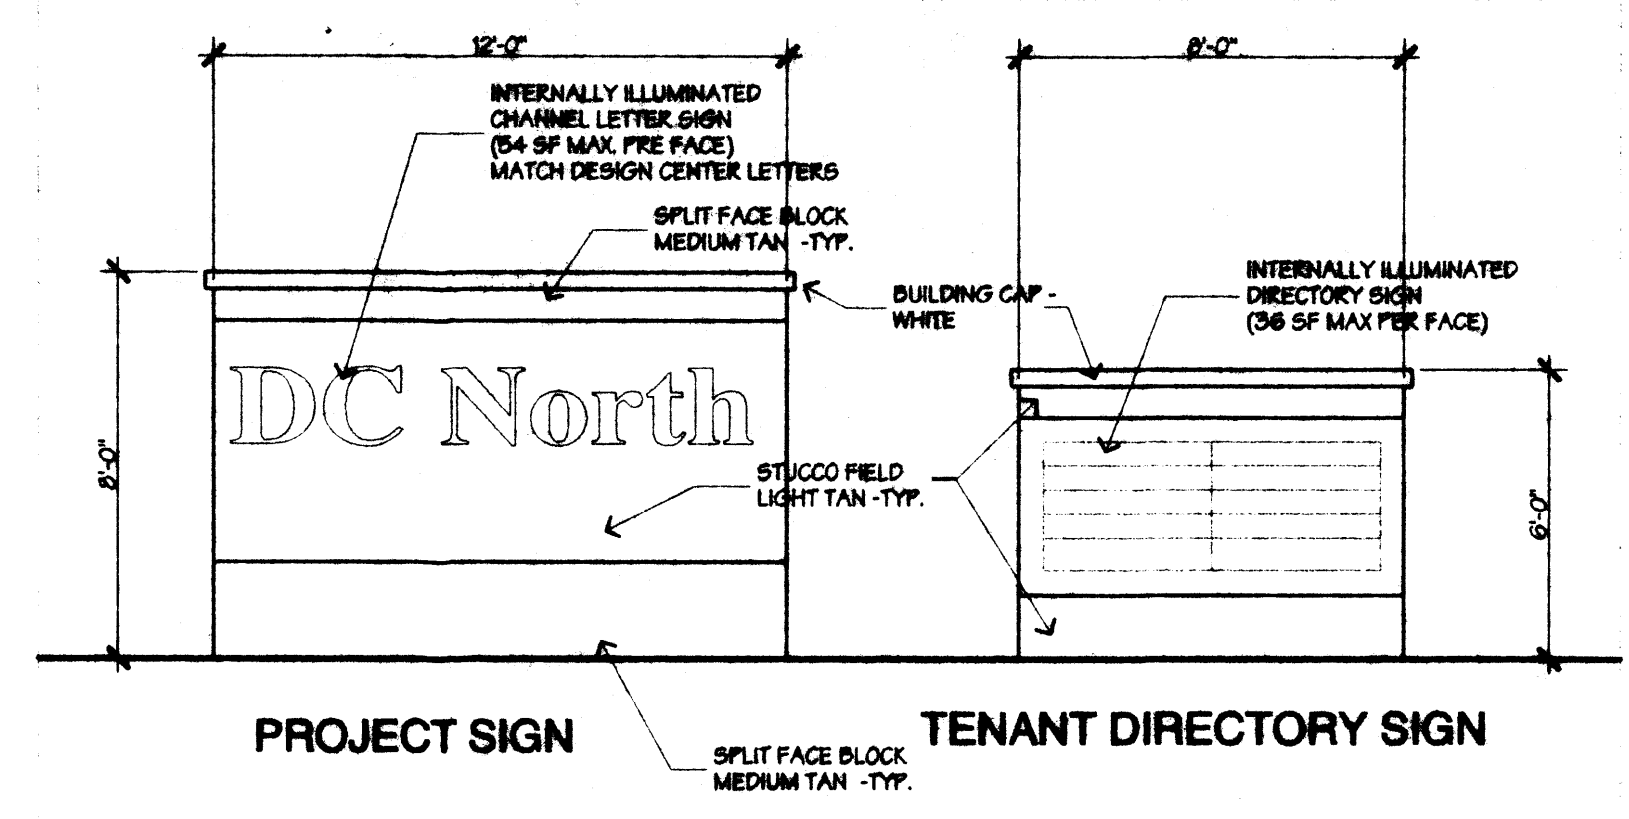 12'-0"
8'-0"
INTERNALLY ILLUMINATED
CHANNEL LETTER SIGN
(54 SF MAX. PRE FACE)
MATCH DESIGN CENTER LETTERS
SPLIT FACE BLOCK
MEDIUM TAN -TYP.
INTERNALLY ILLUMINATED
DIRECTORY SIGN
(36 SF MAX PER FACE)
BUILDING CAP -
WHITE
DC North
8'-0"
STUCCO FIELD
LIGHT TAN -TYP.
6'-0"
PROJECT SIGN
TENANT DIRECTORY SIGN
SPLIT FACE BLOCK
MEDIUM TAN -TYP.